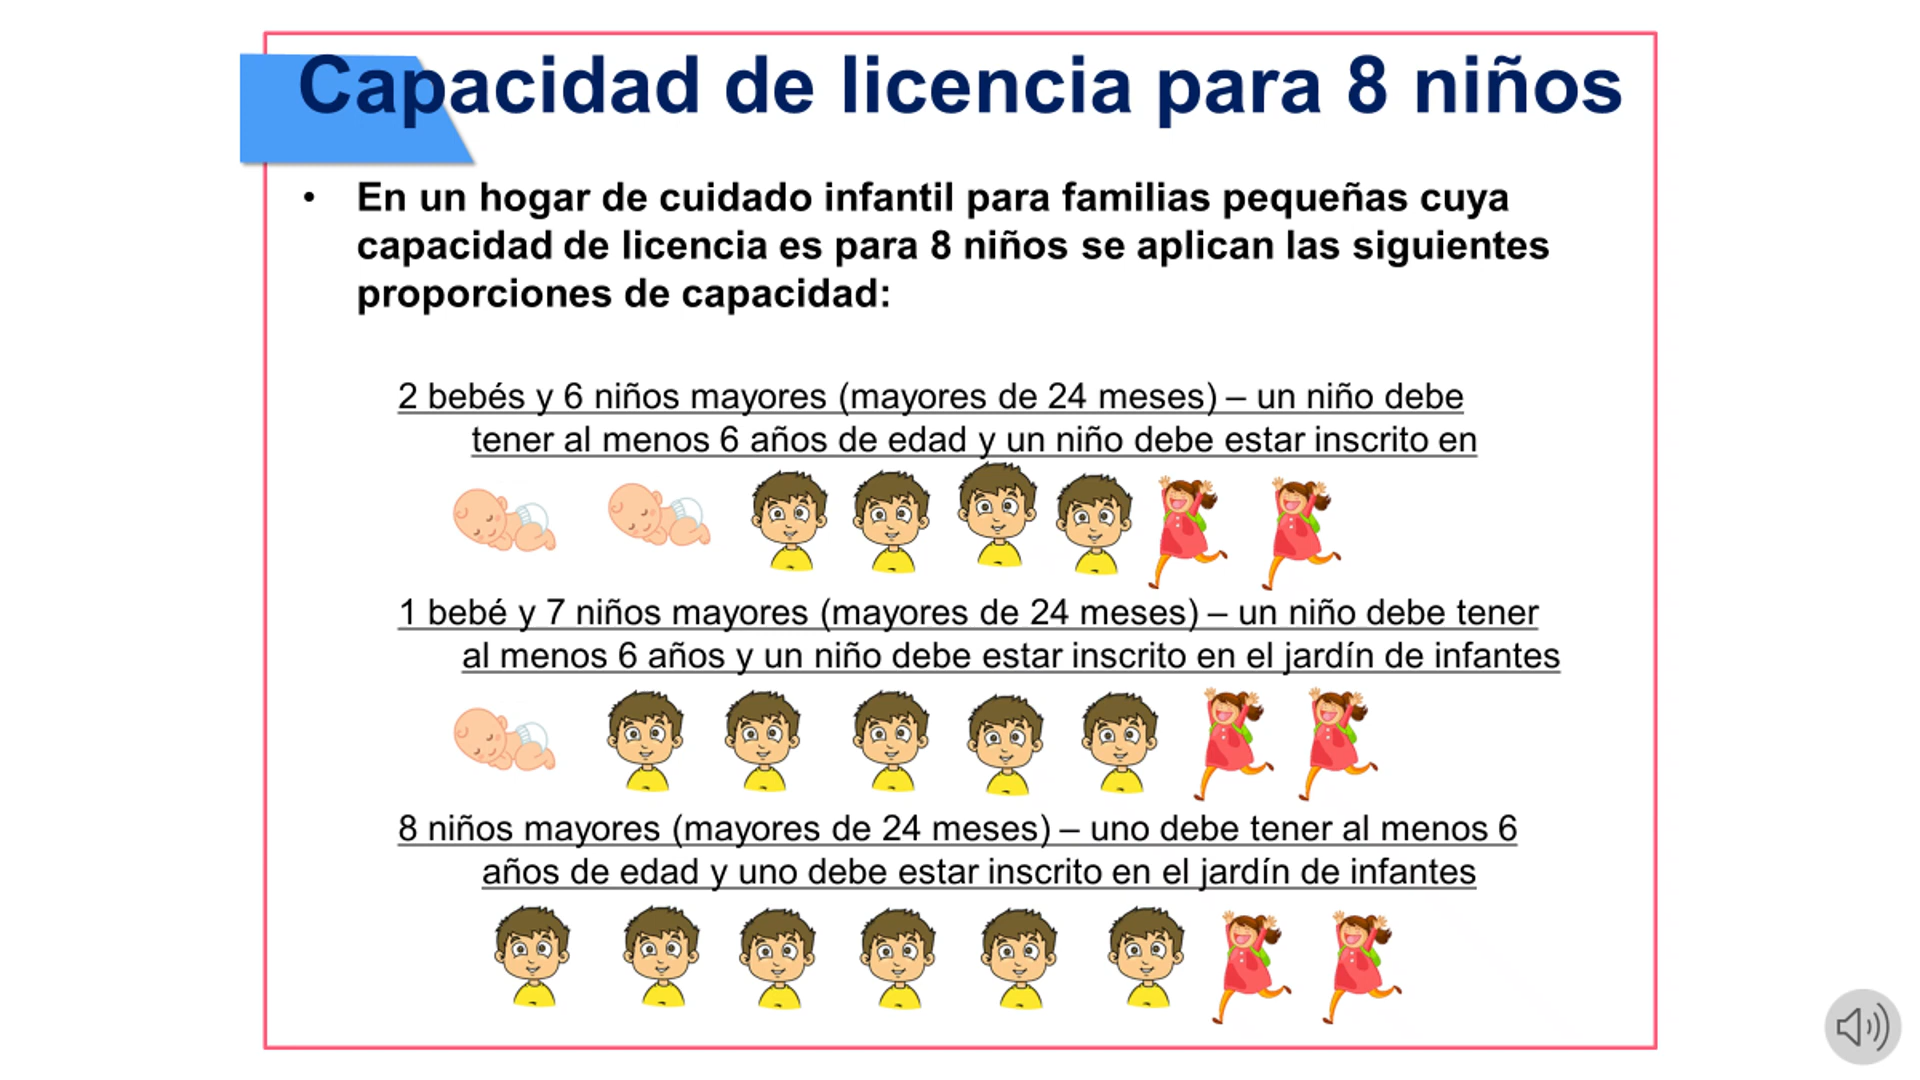 Capacidad de licencia para 8 niños
• En un hogar de cuidado infantil para familias pequeñas cuya
capacidad de licencia es para 8 niños se aplican las siguientes
proporciones de capacidad:
2 bebés y 6 niños mayores (mayores de 24 meses) – un niño debe
tener al menos 6 años de edad y un niño debe estar inscrito en
1 bebé y 7 niños mayores (mayores de 24 meses) – un niño debe tener
al menos 6 años y un niño debe estar inscrito en el jardín de infantes
8 niños mayores (mayores de 24 meses) – uno debe tener al menos 6
años de edad y uno debe estar inscrito en el jardín de infantes